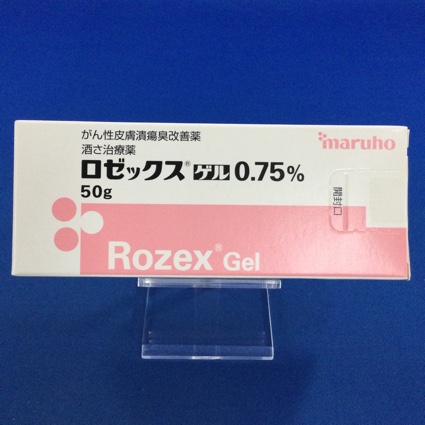 がん性皮膚潰瘍臭改善薬
酒さ治療薬
maruho
ロゼックス®ゲル0.75%
50g
開封口
Rozex® Gel